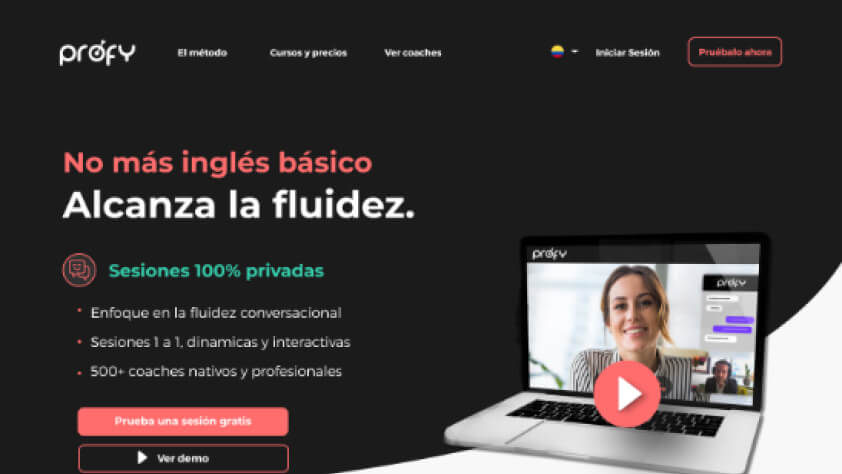 profy
El método
Cursos y precios
Ver coaches
Iniciar Sesión
Pruébalo ahora
No más inglés básico
Alcanza la fluidez.
Sesiones 100% privadas
Enfoque en la fluidez conversacional
Sesiones 1 a 1, dinamicas y interactivas
500+ coaches nativos y profesionales
Prueba una sesión gratis
Ver demo
profy
profy